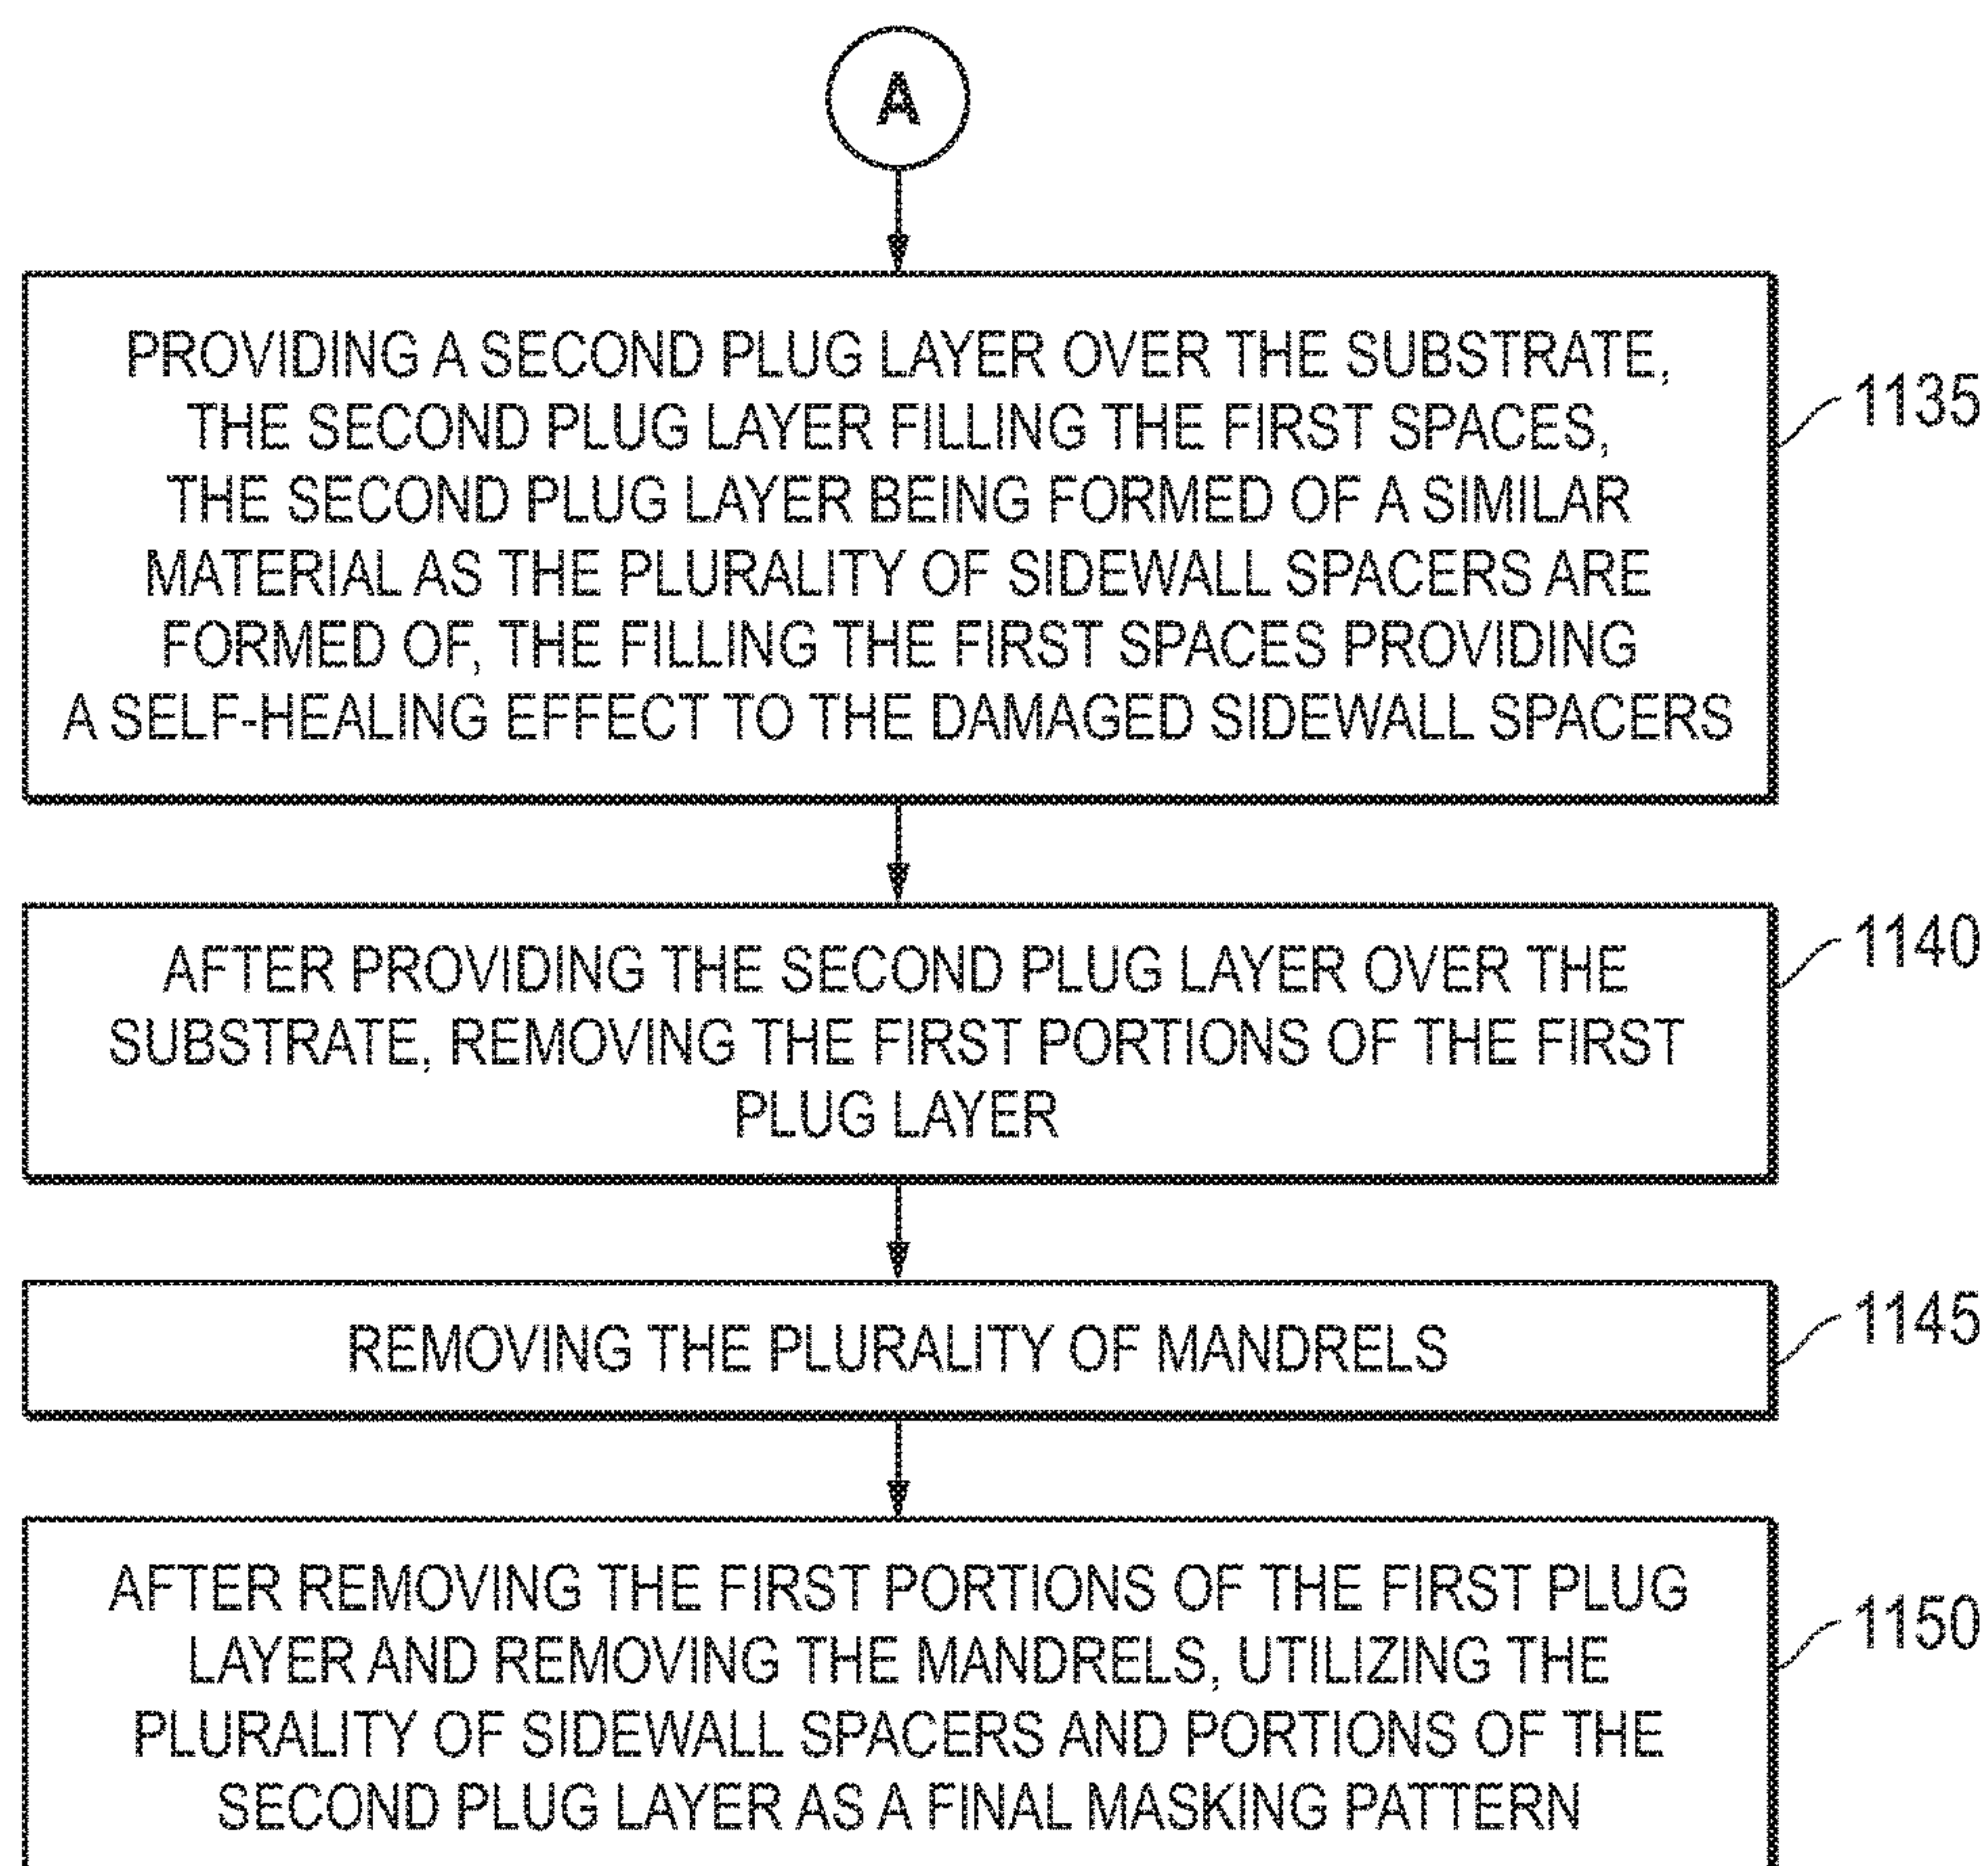 A
PROVIDING A SECOND PLUG LAYER OVER THE SUBSTRATE,
THE SECOND PLUG LAYER FILLING THE FIRST SPACES,
THE SECOND PLUG LAYER BEING FORMED OF A SIMILAR
MATERIAL AS THE PLURALITY OF SIDEWALL SPACERS ARE
FORMED OF, THE FILLING THE FIRST SPACES PROVIDING
A SELF-HEALING EFFECT TO THE DAMAGED SIDEWALL SPACERS
1135
AFTER PROVIDING THE SECOND PLUG LAYER OVER THE
SUBSTRATE, REMOVING THE FIRST PORTIONS OF THE FIRST
PLUG LAYER
1140
REMOVING THE PLURALITY OF MANDRELS
1145
AFTER REMOVING THE FIRST PORTIONS OF THE FIRST PLUG
LAYER AND REMOVING THE MANDRELS, UTILIZING THE
PLURALITY OF SIDEWALL SPACERS AND PORTIONS OF THE
SECOND PLUG LAYER AS A FINAL MASKING PATTERN
1150